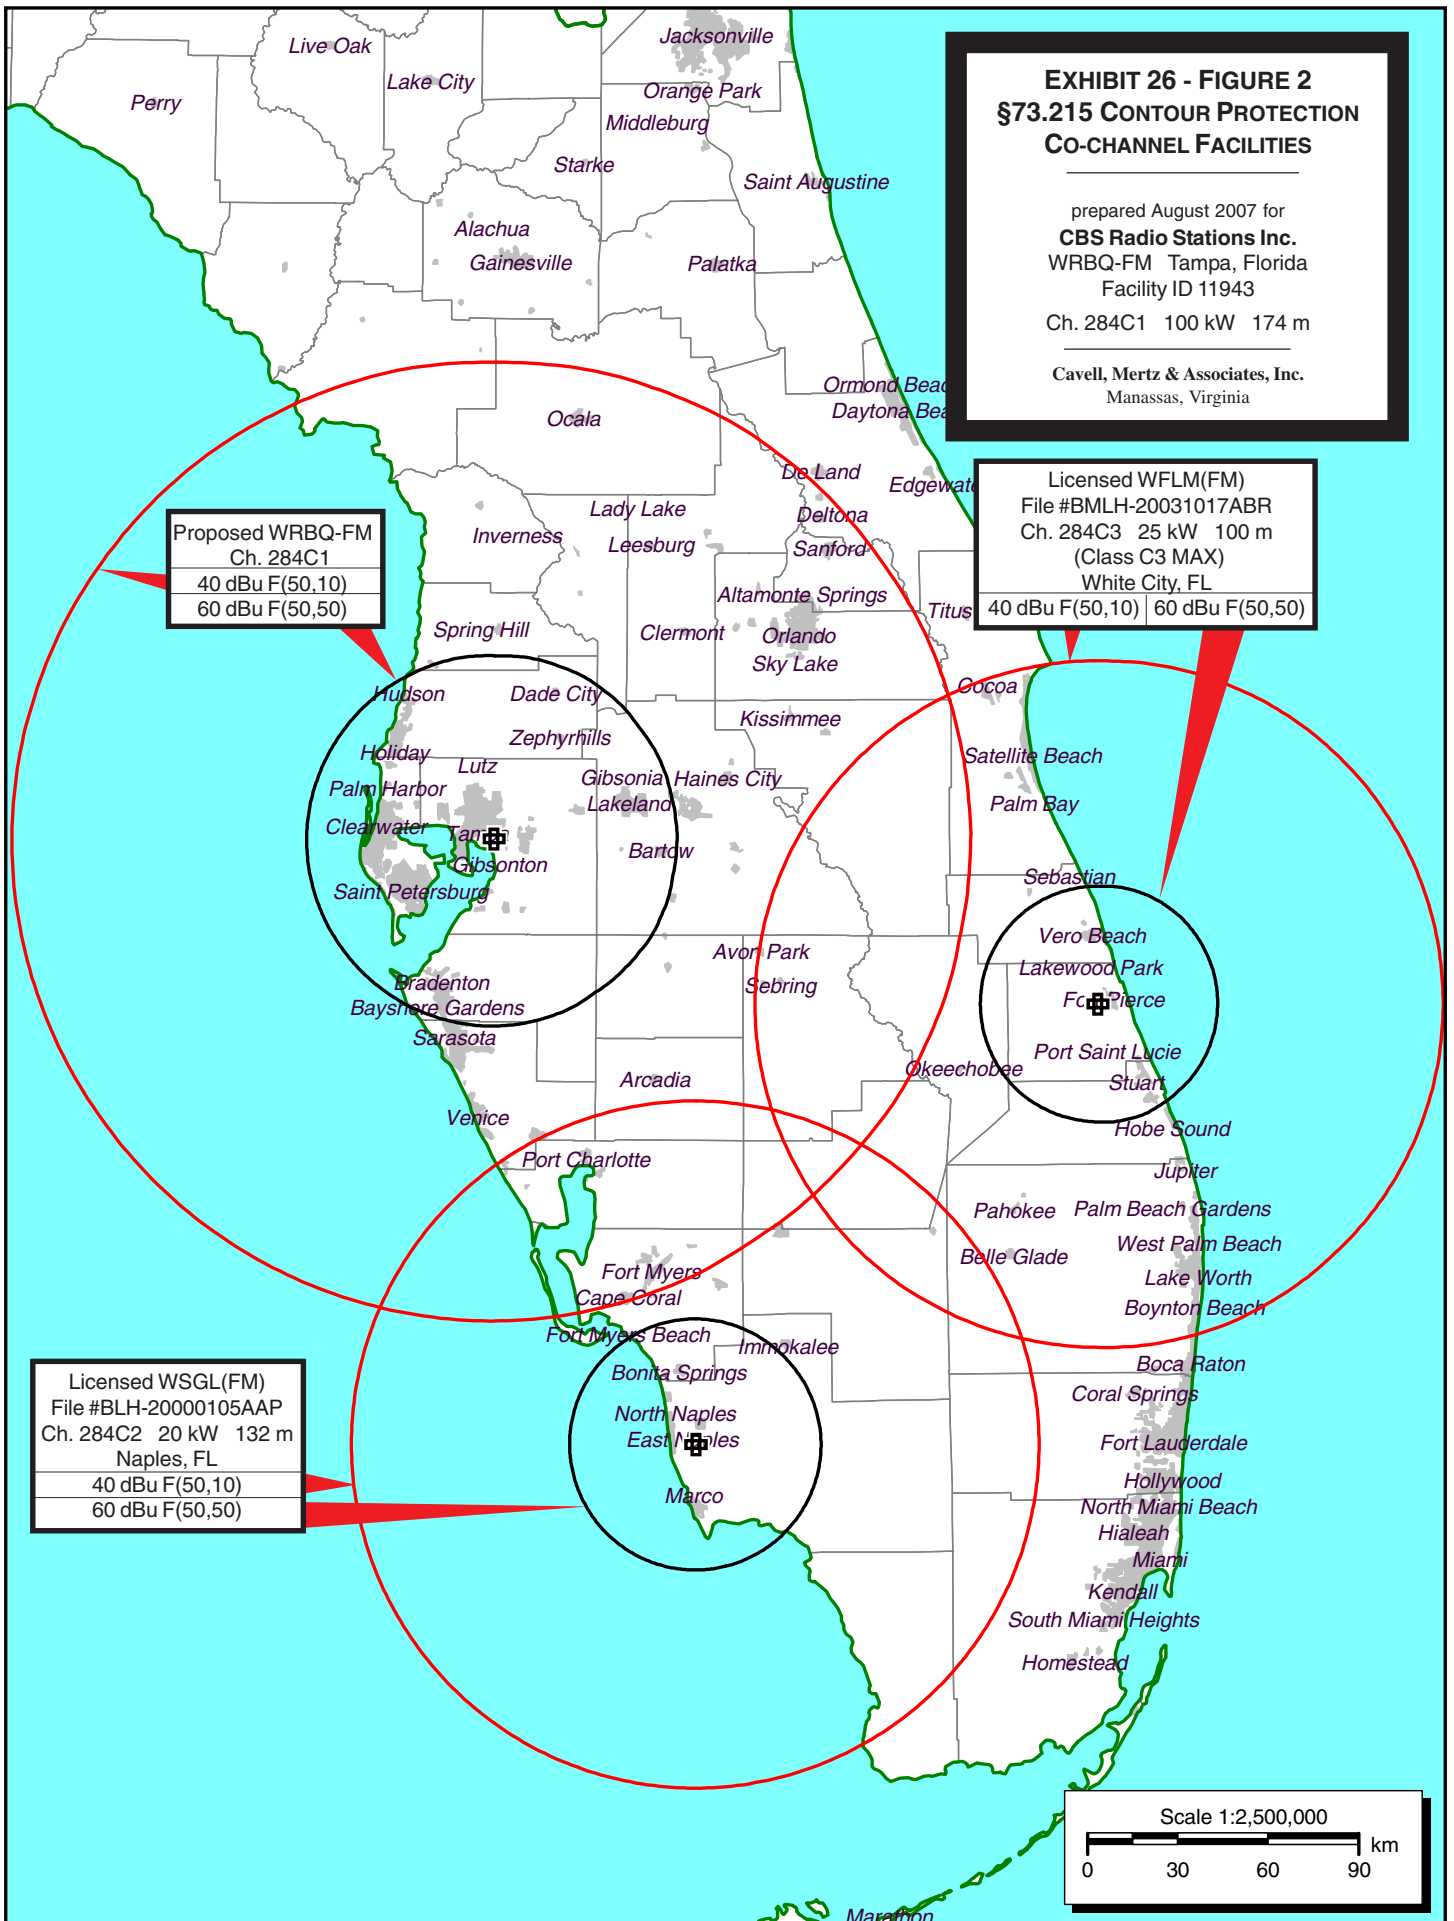 EXHIBIT 26 - FIGURE 2
§73.215 CONTOUR PROTECTION
CO-CHANNEL FACILITIES
prepared August 2007 for
CBS Radio Stations Inc.
WRBQ-FM Tampa, Florida
Facility ID 11943
Ch. 284C1 100 kW 174 m
Cavell, Mertz & Associates, Inc.
Manassas, Virginia
Jacksonville
Live Oak
Lake City
Orange Park
Perry
Middleburg
Starke
Saint Augustine
Alachua
Gainesville
Palatka
Ormond Beac
Daytona Bea
Ocala
De Land
Edgewate
Licensed WFLM(FM)
File #BMLH-20031017ABR
Ch. 284C3 25 kW 100 m
(Class C3 MAX)
White City, FL
40 dBu F(50,10) 60 dBu F(50,50)
Proposed WRBQ-FM
Ch. 284C1
40 dBu F(50,10)
60 dBu F(50,50)
Lady Lake
Deltona
Inverness
Leesburg
Sanford
Altamonte Springs
Titus
Spring Hill
Clermont
Orlando
Sky Lake
Cocoa
Hudson
Dade City
Kissimmee
Zephyrhills
Holiday
Satellite Beach
Lutz
Gibsonia
Haines City
Palm Harbor
Lakeland
Palm Bay
Clearwater
Tampa
Bartow
Gibsonton
Sebastian
Saint Petersburg
Vero Beach
Avon Park
Lakewood Park
Bradenton
Sebring
Fort Pierce
Bayshore Gardens
Sarasota
Port Saint Lucie
Okeechobee
Arcadia
Stuart
Venice
Hobe Sound
Port Charlotte
Jupiter
Pahokee
Palm Beach Gardens
West Palm Beach
Belle Glade
Fort Myers
Lake Worth
Cape Coral
Boynton Beach
Fort Myers Beach
Immokalee
Boca Raton
Bonita Springs
Coral Springs
North Naples
East Naples
Fort Lauderdale
Licensed WSGL(FM)
File #BLH-20000105AAP
Ch. 284C2 20 kW 132 m
Naples, FL
40 dBu F(50,10)
60 dBu F(50,50)
Hollywood
Marco
North Miami Beach
Hialeah
Miami
Kendall
South Miami Heights
Homestead
Scale 1:2,500,000
km
0 30 60 90
Marathon